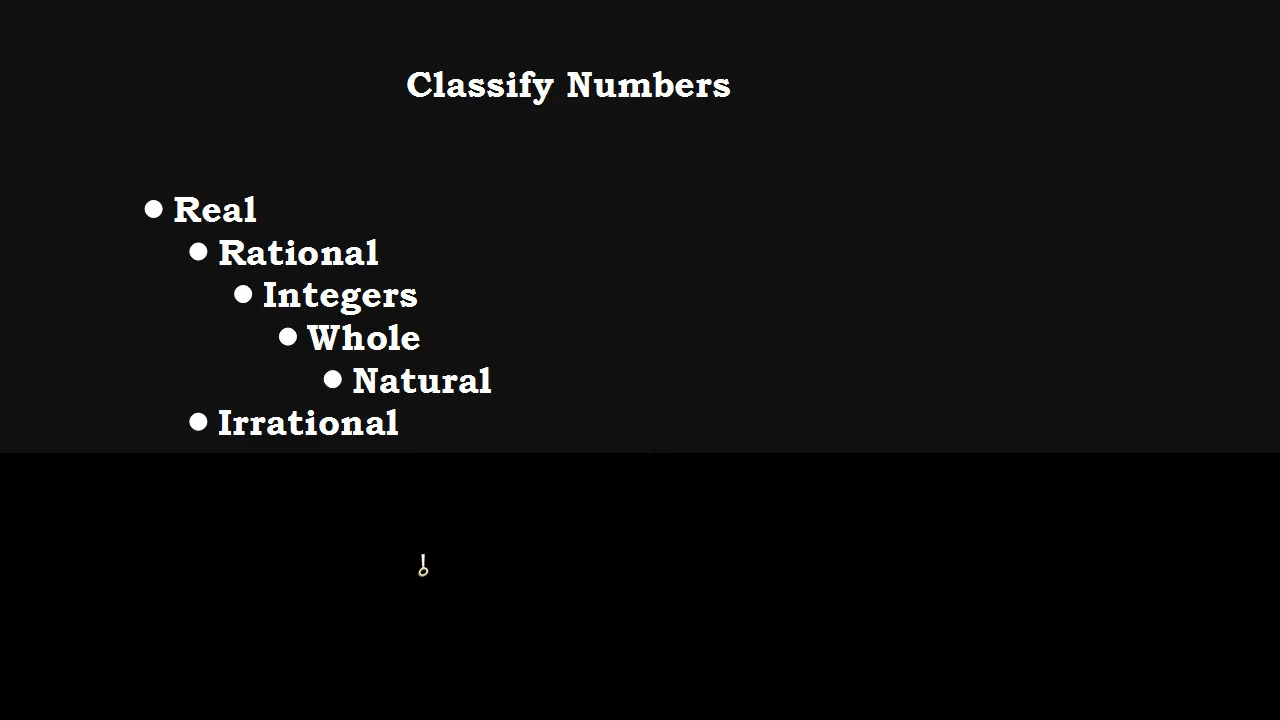 Classify Numbers
● Real
● Rational
● Integers
● Whole
● Natural
● Irrational